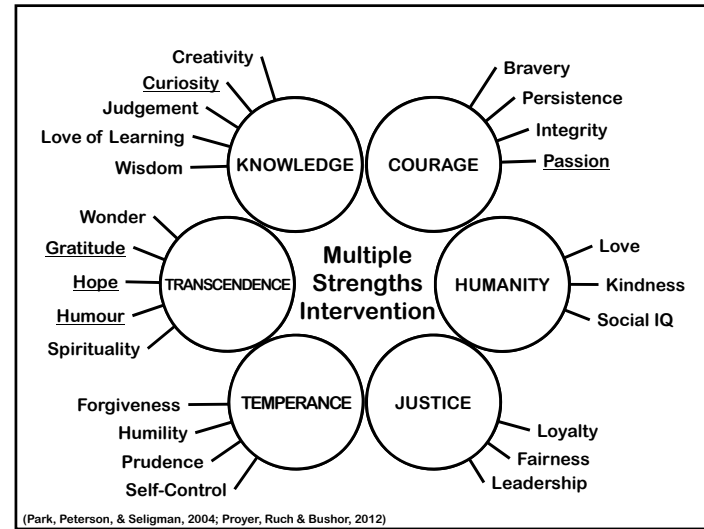 Creativity
Curiosity
Judgement
Love of Learning
Wisdom
KNOWLEDGE
COURAGE
Bravery
Persistence
Integrity
Passion
Wonder
Gratitude
Hope
Humour
Spirituality
TRANSCENDENCE
Multiple
Strengths
Intervention
HUMANITY
Love
Kindness
Social IQ
Forgiveness
Humility
Prudence
Self-Control
TEMPERANCE
JUSTICE
Loyalty
Fairness
Leadership
(Park, Peterson, & Seligman, 2004; Proyer, Ruch & Bushor, 2012)